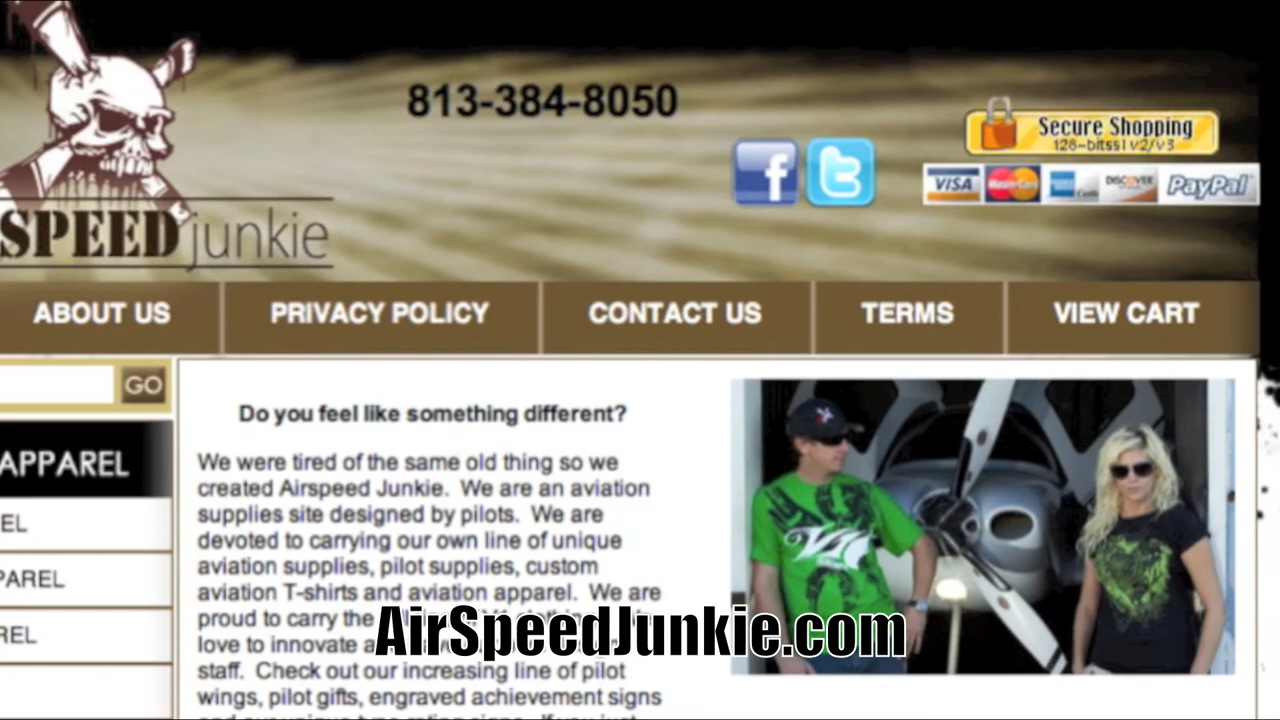 813-384-8050
Secure Shopping
128-bit ssl v2/v3
VISA
MasterCard
DISCOVER
PayPal
f
t
SPEED junkie
ABOUT US
PRIVACY POLICY
CONTACT US
TERMS
VIEW CART
GO
APPAREL
EL
PAREL
REL
Do you feel like something different?
We were tired of the same old thing so we
created Airspeed Junkie. We are an aviation
supplies site designed by pilots. We are
devoted to carrying our own line of unique
aviation supplies, pilot supplies, custom
aviation T-shirts and aviation apparel. We are
proud to carry the
love to innovate a
staff. Check out our increasing line of pilot
wings, pilot gifts, engraved achievement signs
AirSpeedJunkie.com